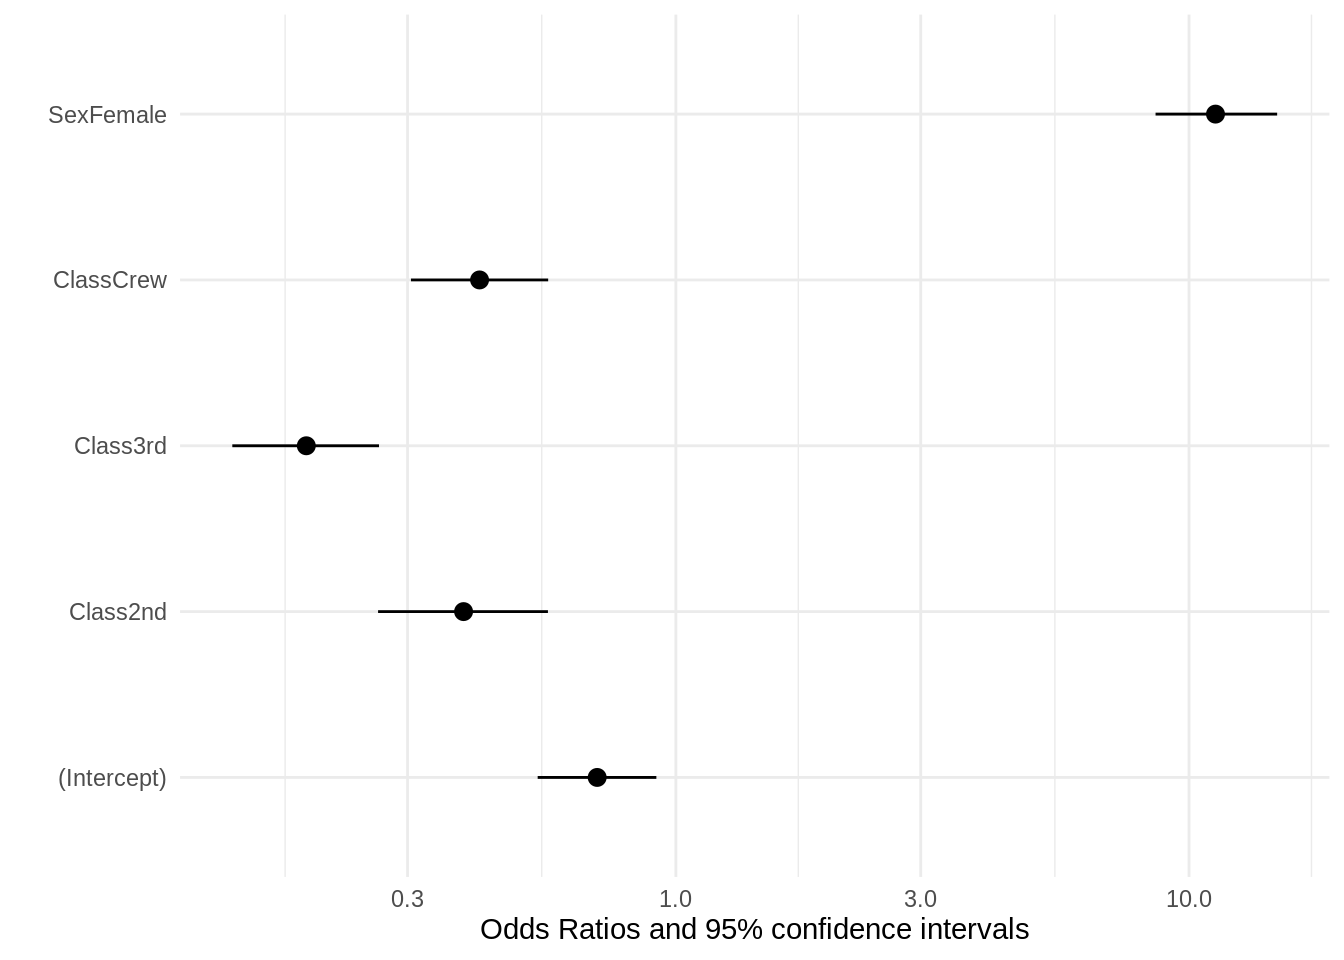 SexFemale
ClassCrew
Class3rd
Class2nd
(Intercept)
0.3 1.0 3.0 10.0
Odds Ratios and 95% confidence intervals